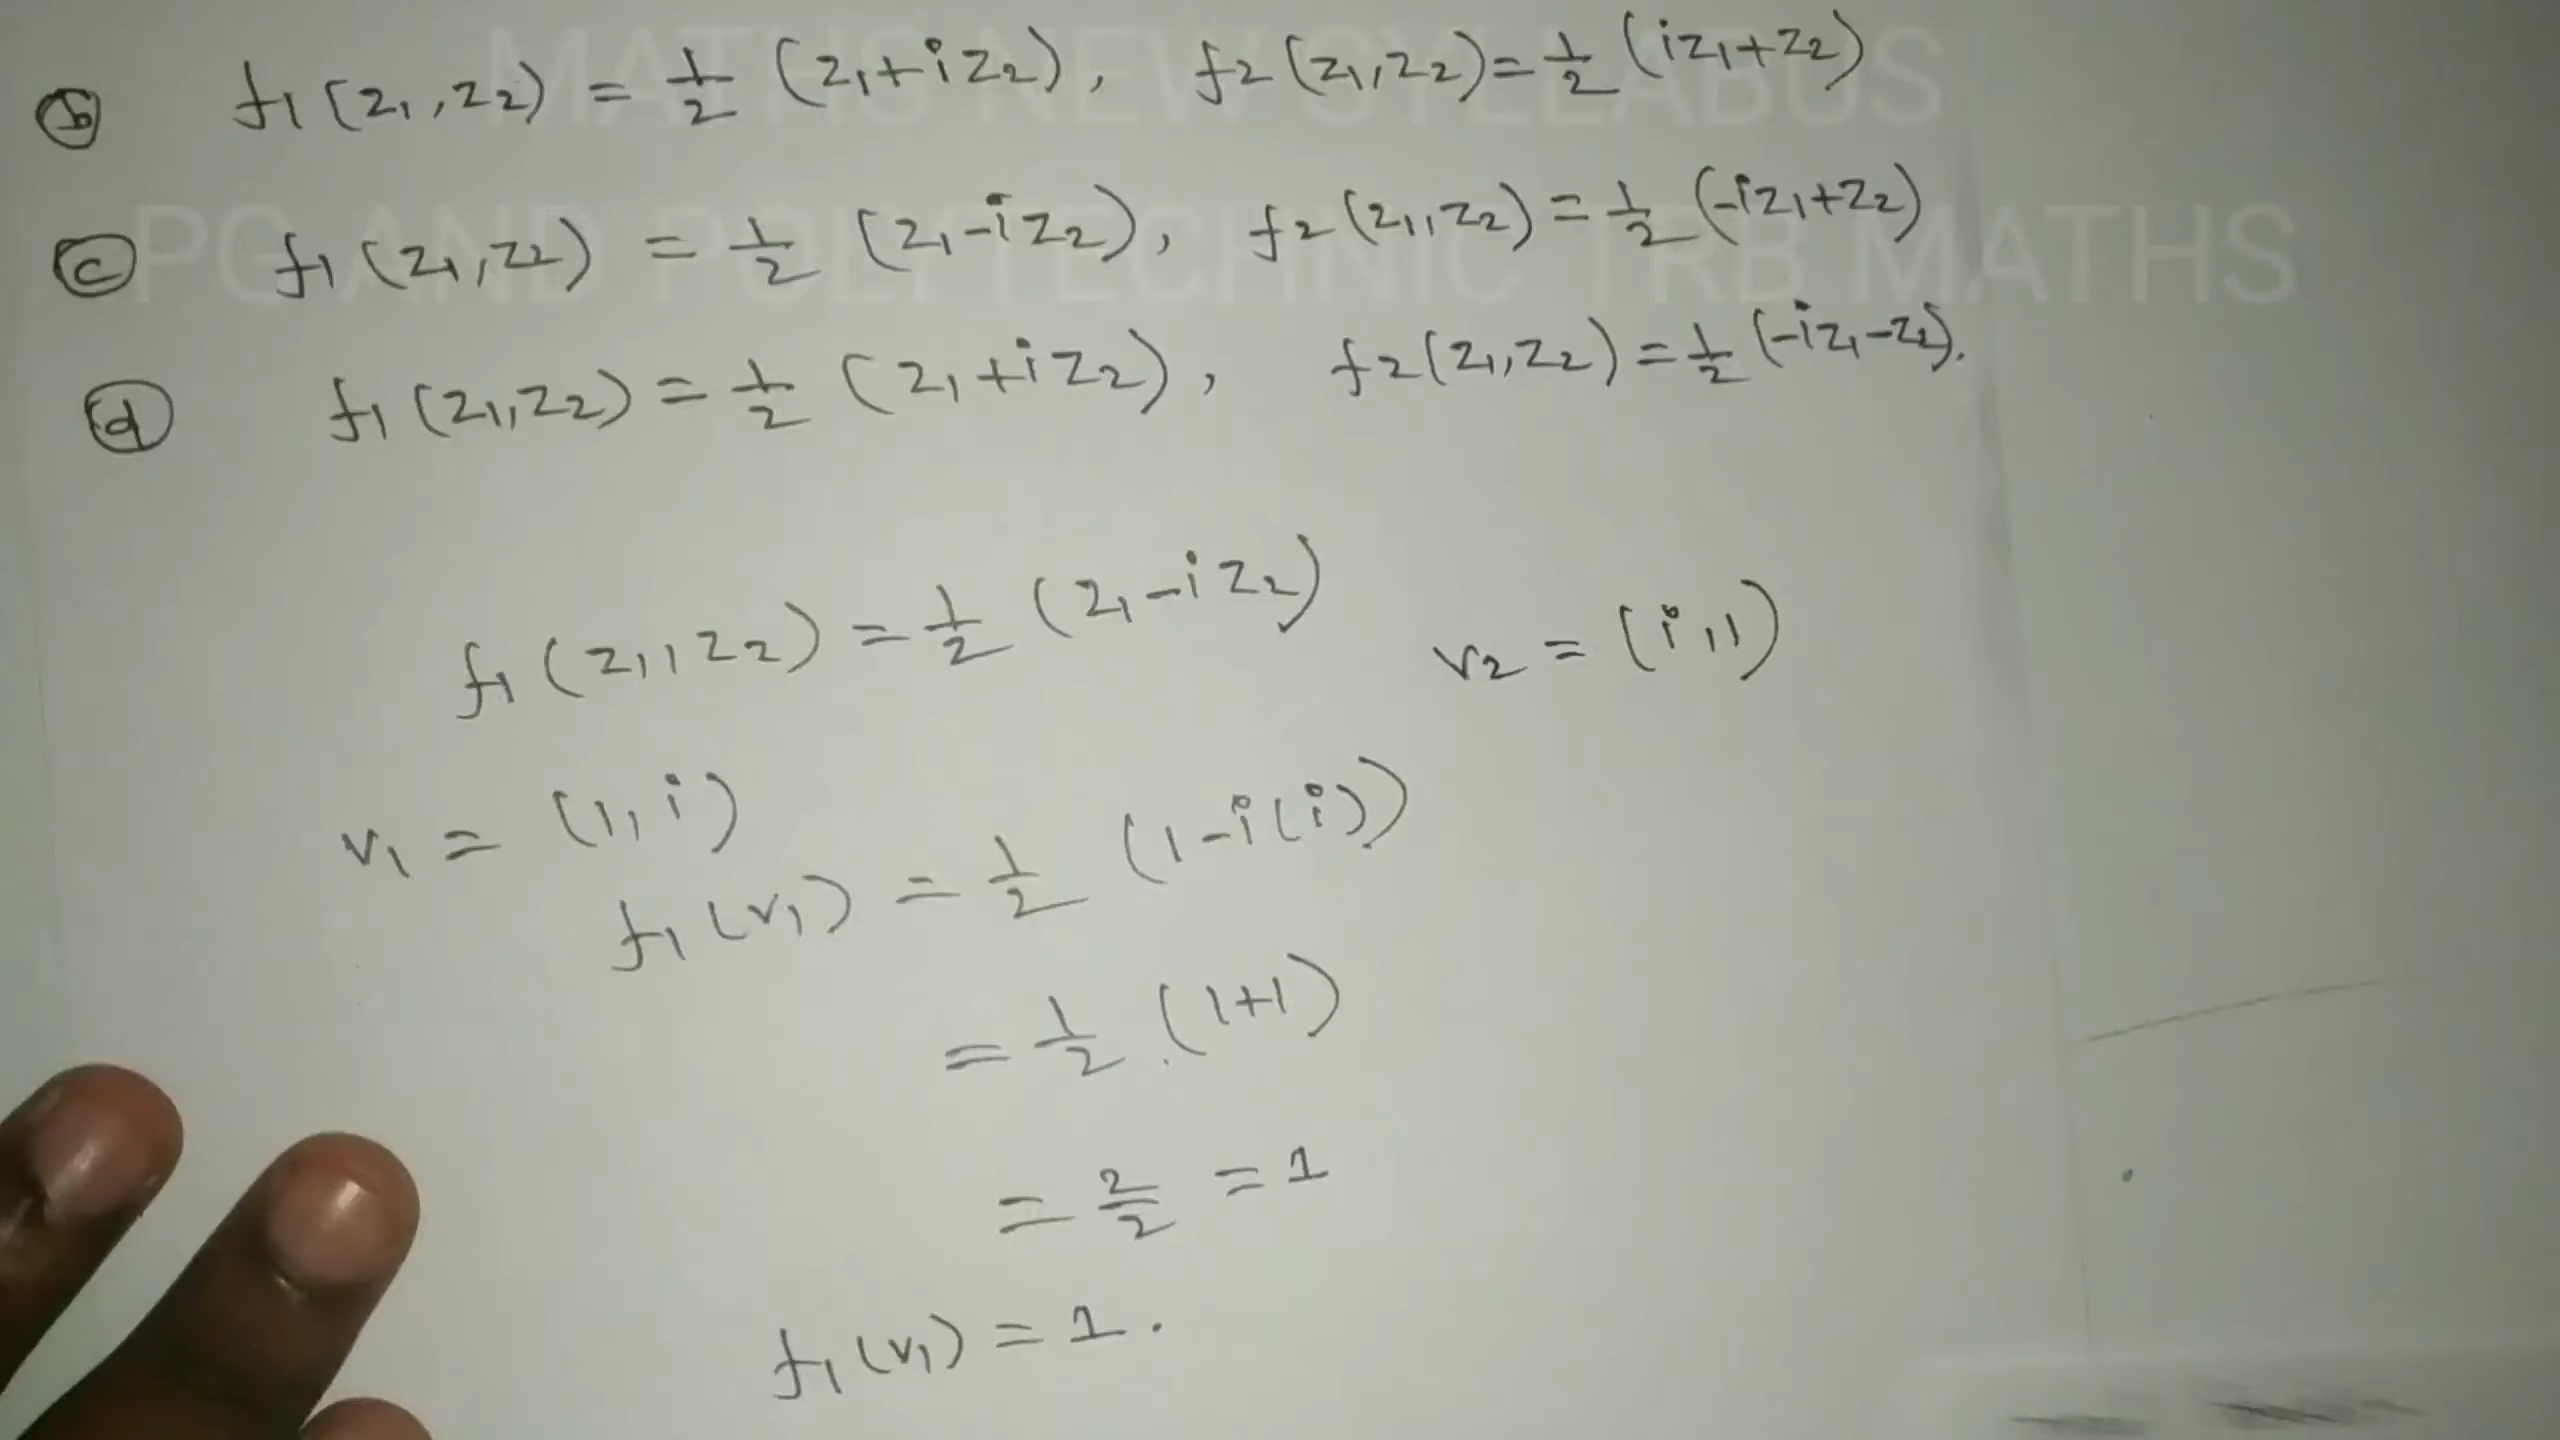 MATHS NEW SYLLABUS
PG AND POLYTECHNIC TRB MATHS
(b) f1(z1,z2) = 1/2 (z1+iz2), f2(z1,z2)=1/2 (iz1+z2)
(c) f1(z1,z2) = 1/2 (z1-iz2), f2(z1,z2)=1/2 (-iz1+z2)
(d) f1(z1,z2) = 1/2 (z1+iz2), f2(z1,z2)=1/2 (-iz1-z2).
f1(z1,z2) = 1/2 (z1-iz2) v2 = (i,1)
v1 = (1,i)
f1(v1) = 1/2 (1-i(i))
= 1/2 (1+1)
= 2/2 = 1
f1(v1) = 1.